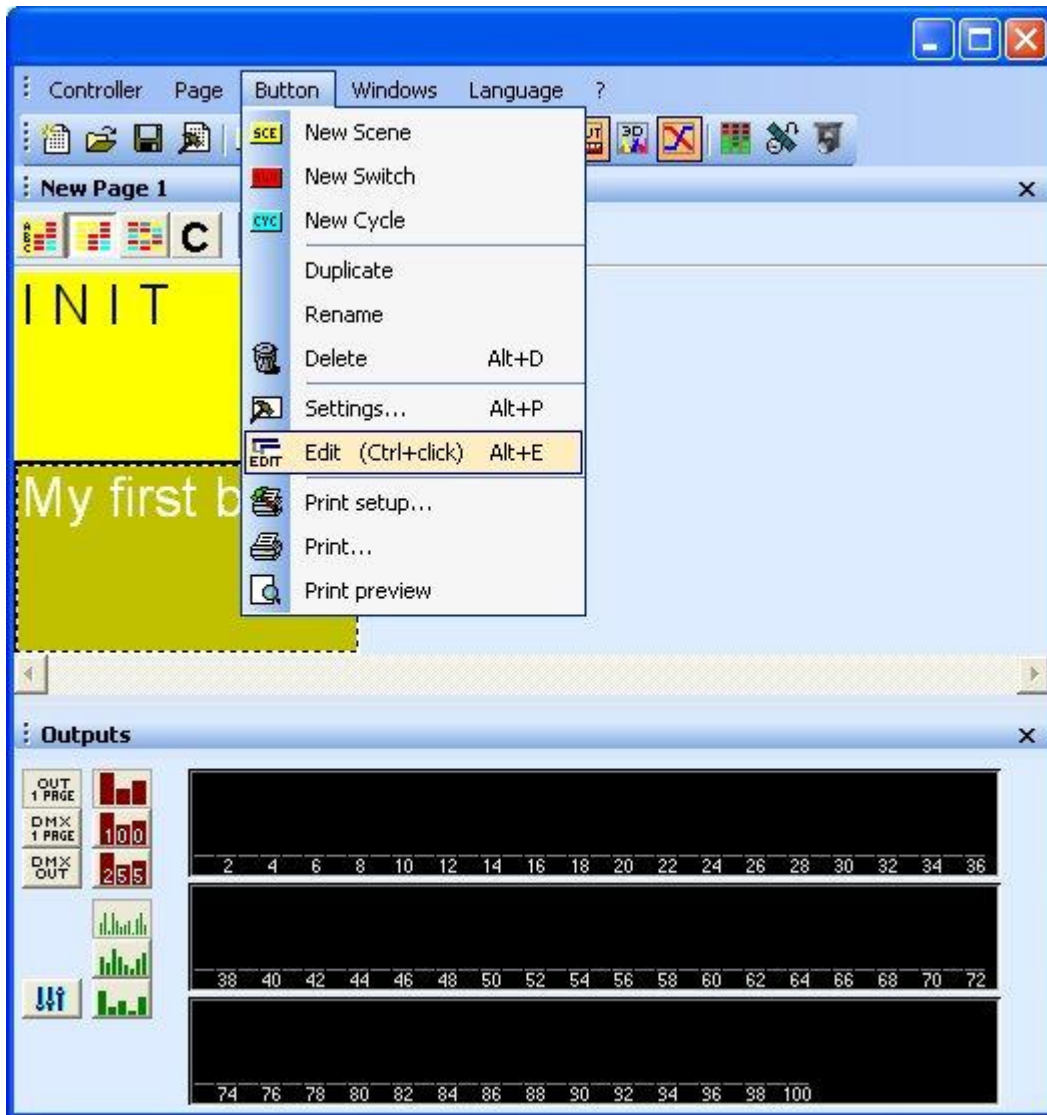 Controller Page Button Windows Language ?
SCE New Scene
New Switch
CYC New Cycle
Duplicate
Rename
Delete Alt+D
Settings... Alt+P
EDIT Edit (Ctrl+click) Alt+E
Print setup...
Print...
Print preview
3D
New Page 1
ABC
C
INIT
My first b
Outputs
OUT
1 PAGE
DMX
1 PAGE
100
DMX
OUT
255
2 4 6 8 10 12 14 16 18 20 22 24 26 28 30 32 34 36
38 40 42 44 46 48 50 52 54 56 58 60 62 64 66 68 70 72
74 76 78 80 82 84 86 88 90 92 94 96 98 100